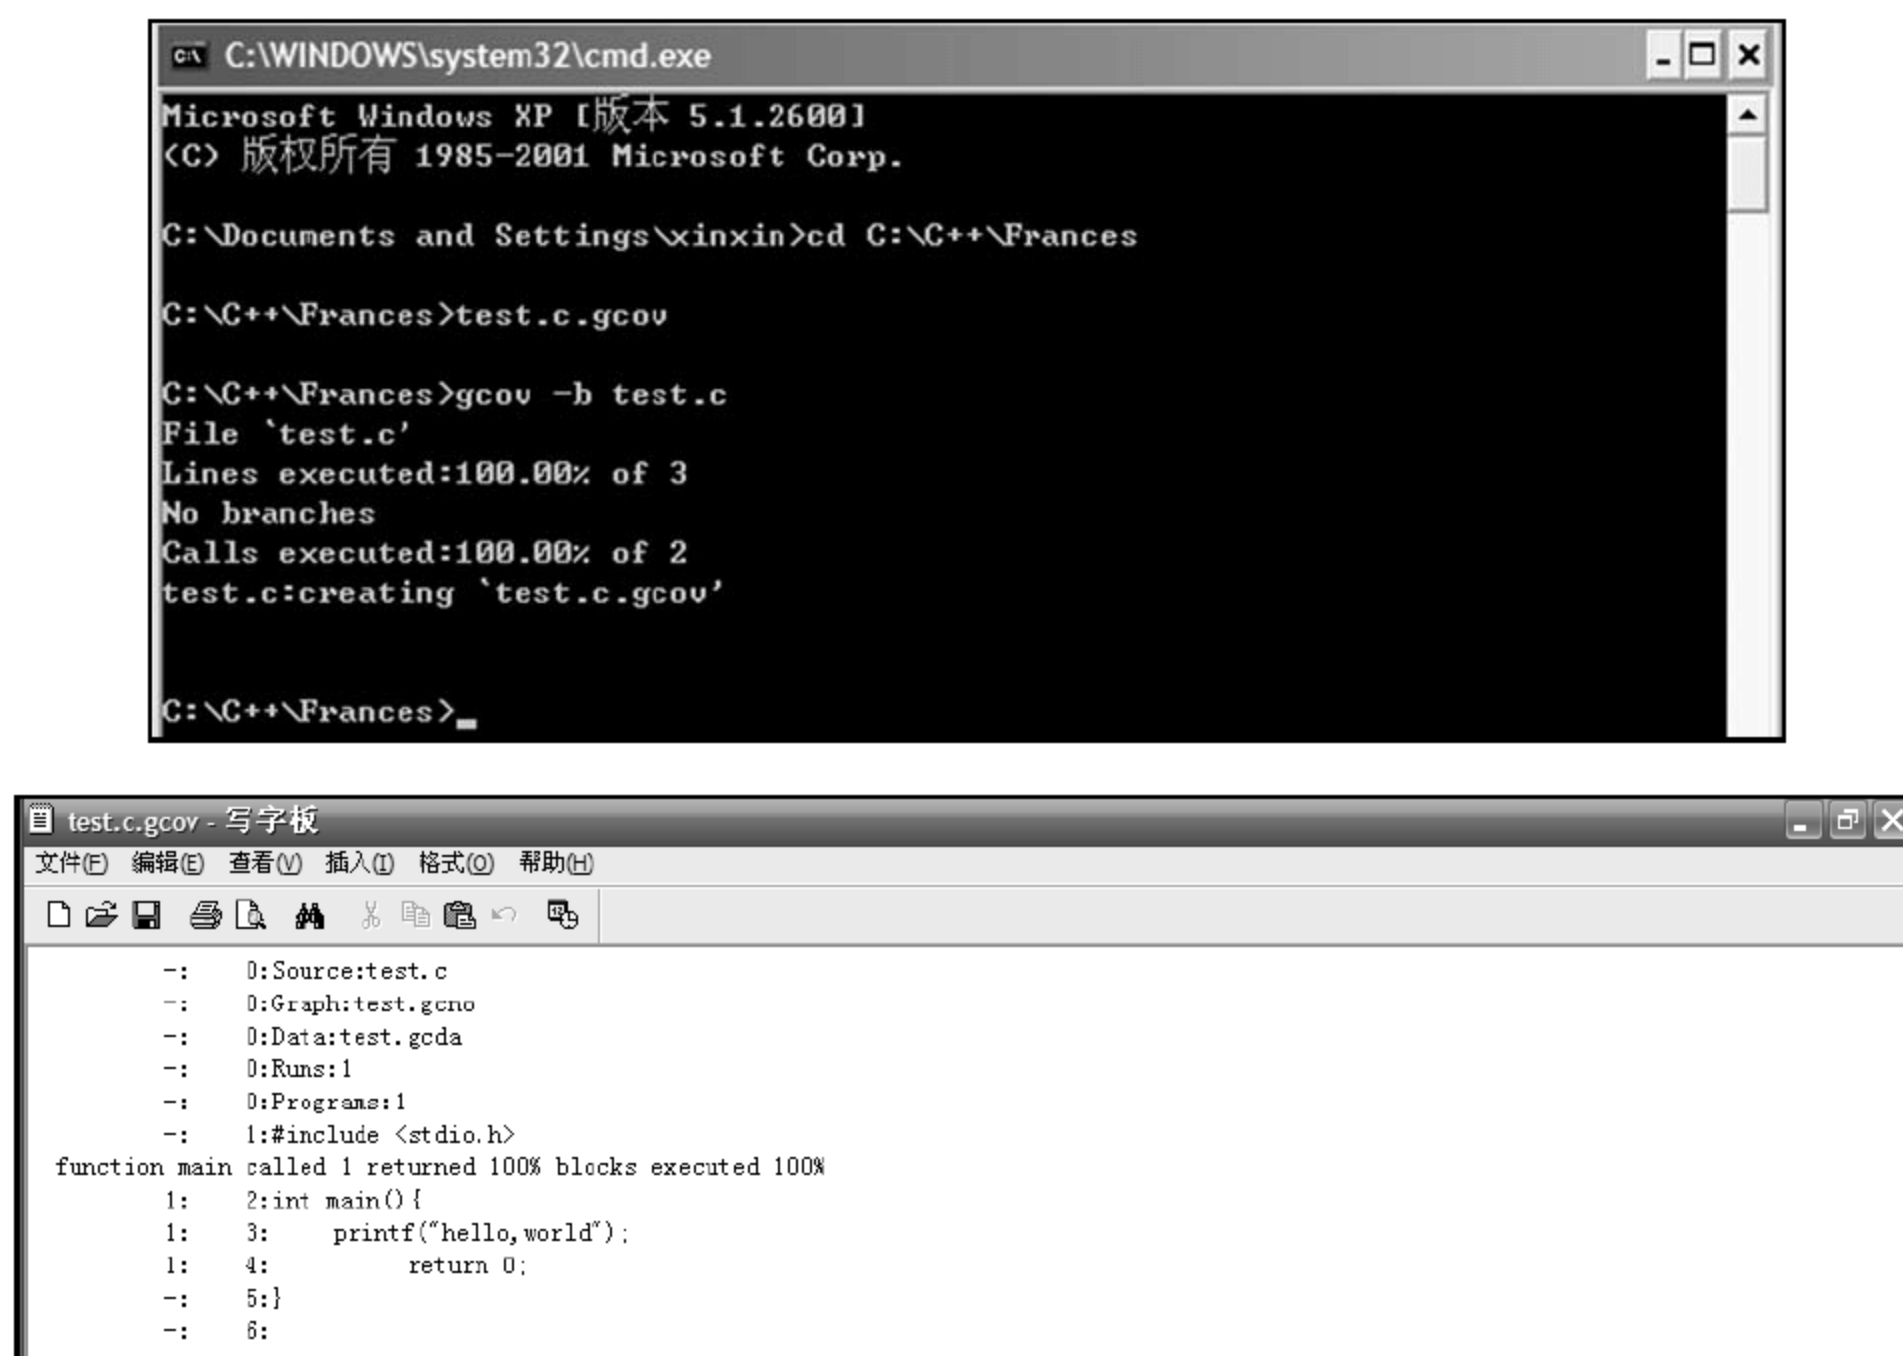 C:\WINDOWS\system32\cmd.exe
Microsoft Windows XP [版本 5.1.2600]
(C) 版权所有 1985-2001 Microsoft Corp.
C:\Documents and Settings\xinxin>cd C:\C++\Frances
C:\C++\Frances>test.c.gcov
C:\C++\Frances>gcov -b test.c
File `test.c'
Lines executed:100.00% of 3
No branches
Calls executed:100.00% of 2
test.c:creating `test.c.gcov'
C:\C++\Frances>_
test.c.gcov - 写字板
文件(F) 编辑(E) 查看(V) 插入(I) 格式(O) 帮助(H)
-: 0:Source:test.c
-: 0:Graph:test.gcno
-: 0:Data:test.gcda
-: 0:Runs:1
-: 0:Programs:1
-: 1:#include <stdio.h>
function main called 1 returned 100% blocks executed 100%
1: 2:int main(){
1: 3: printf("hello,world");
1: 4: return 0;
-: 5:}
-: 6: